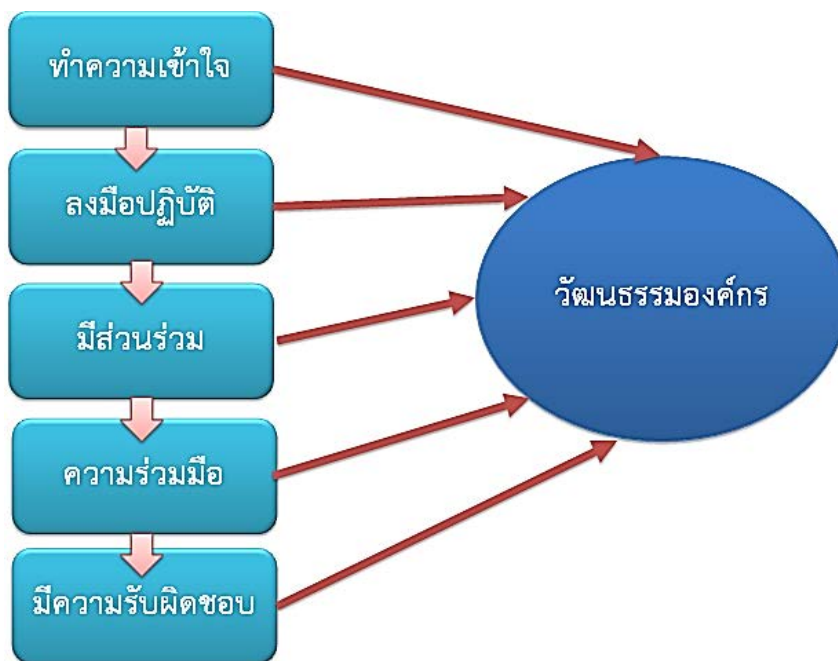 ทำความเข้าใจ
ลงมือปฏิบัติ
มีส่วนร่วม
ความร่วมมือ
มีความรับผิดชอบ
วัฒนธรรมองค์กร